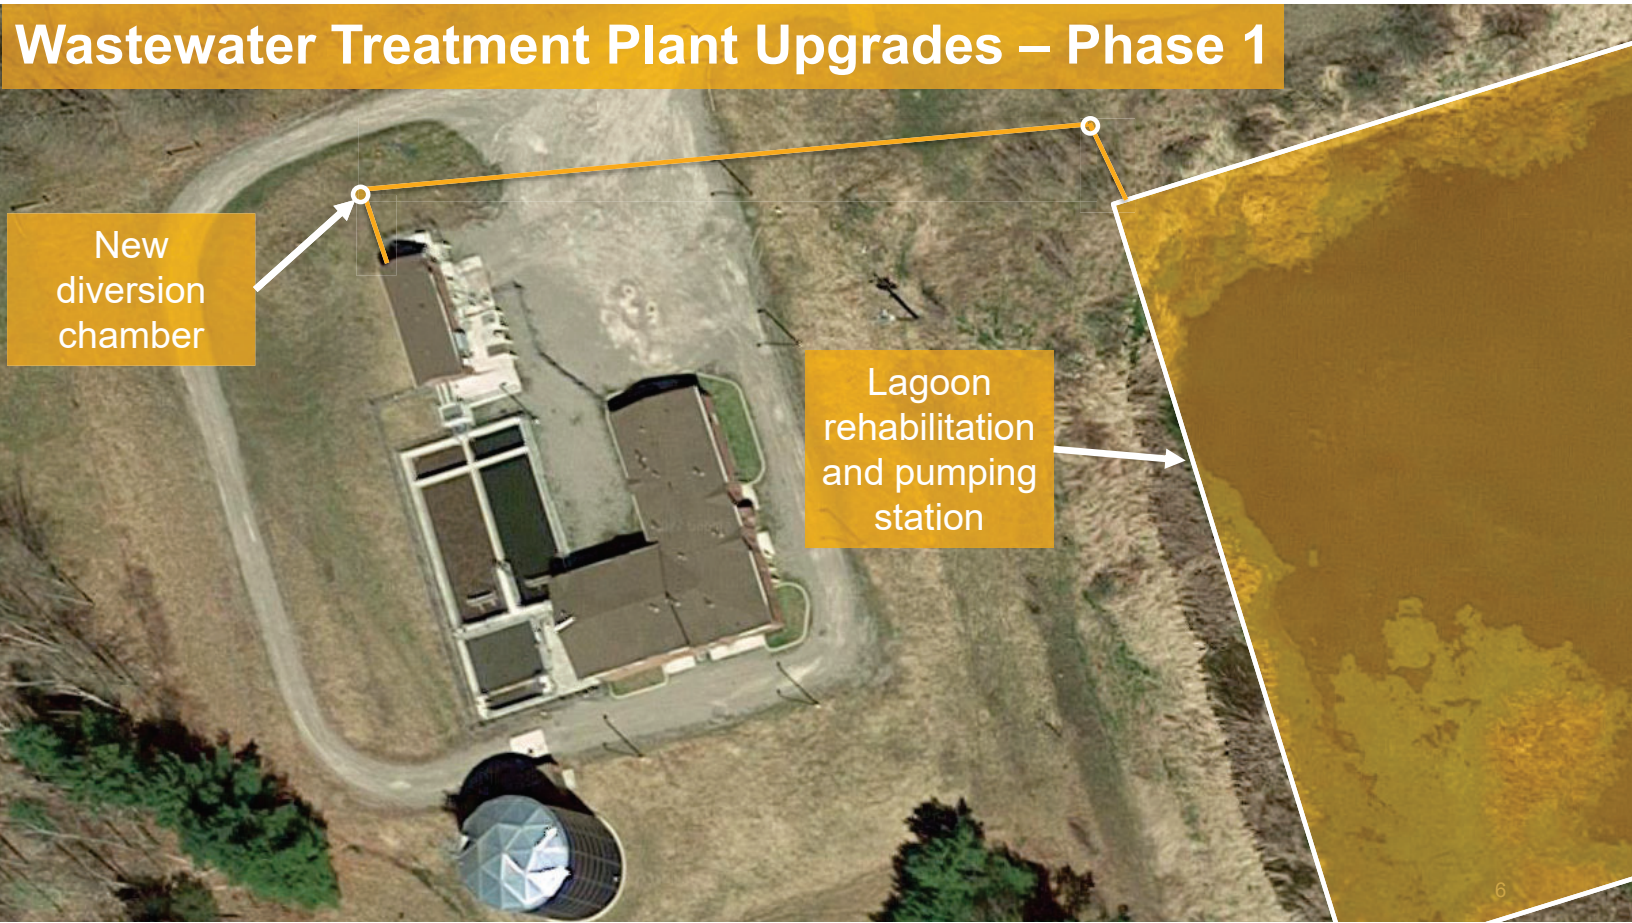 Wastewater Treatment Plant Upgrades – Phase 1
New
diversion
chamber
Lagoon
rehabilitation
and pumping
station
6